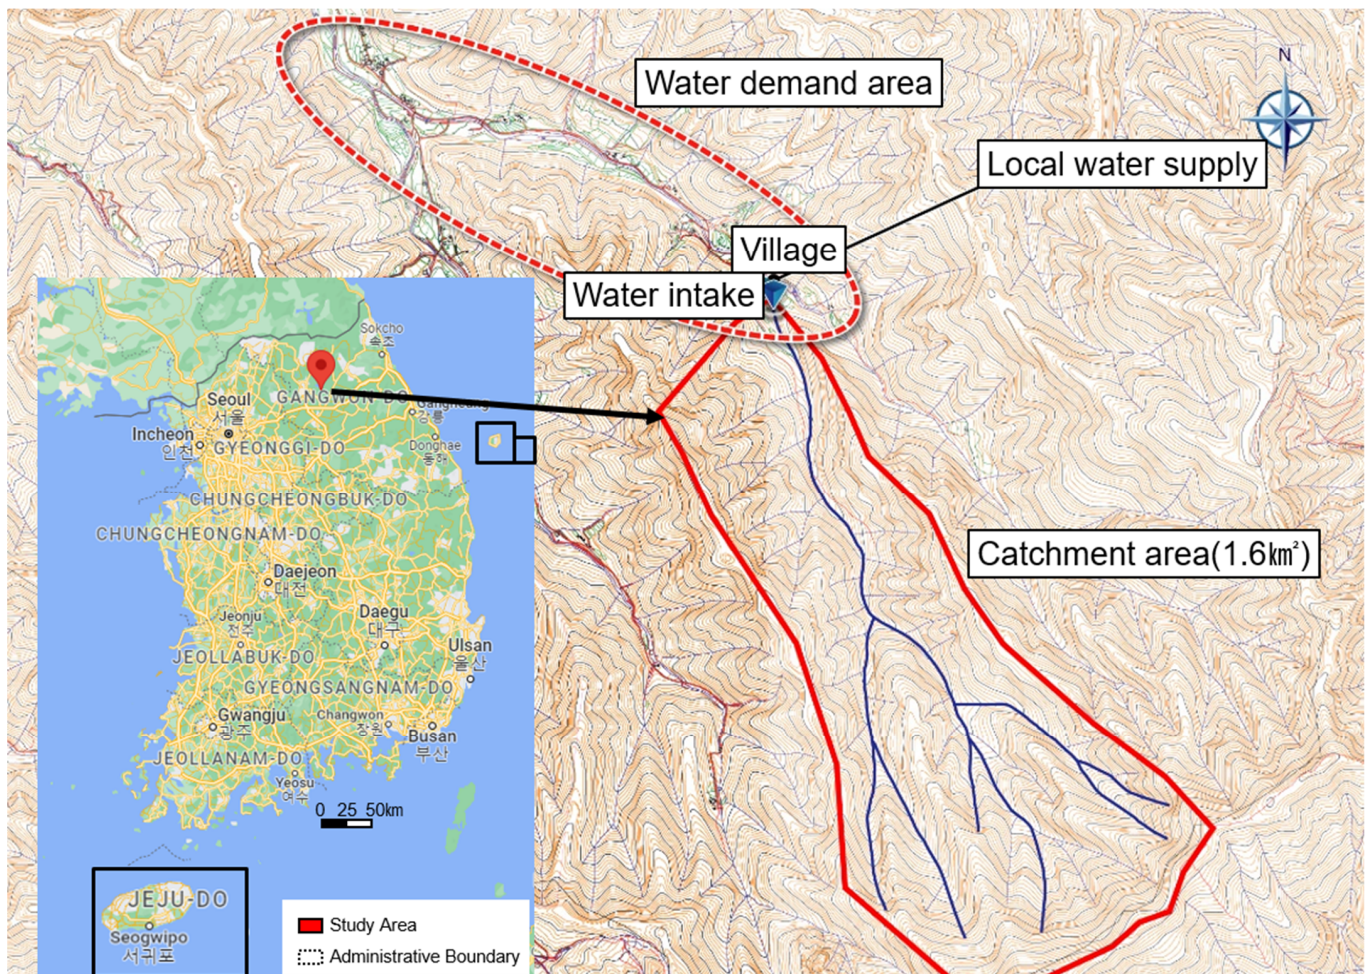 N
Water demand area
Local water supply
Village
Water intake
Catchment area(1.6㎢)
Sokcho
속초
GANGWON-DO
Seoul
서울
Gangneung
강릉
Incheon
인천
GYEONGGI-DO
Donghae
동해
CHUNGCHEONGBUK-DO
CHUNGCHEONGNAM-DO
Daejeon
대전
Daegu
대구
Jeonju
전주
Ulsan
울산
JEOLLABUK-DO
GYEONGSANGNAM-DO
Gwangju
광주
Changwon
창원
Busan
부산
JEOLLANAM-DO
Yeosu
여수
0 25 50km
JEJU-DO
Seogwipo
서귀포
Study Area
Administrative Boundary